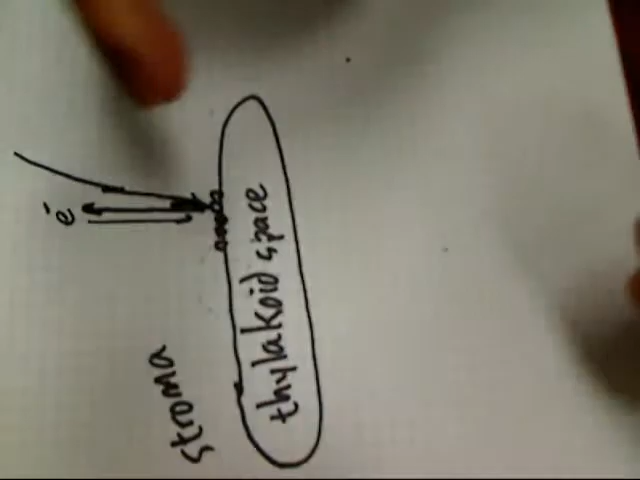 é
stroma
thylakoid space